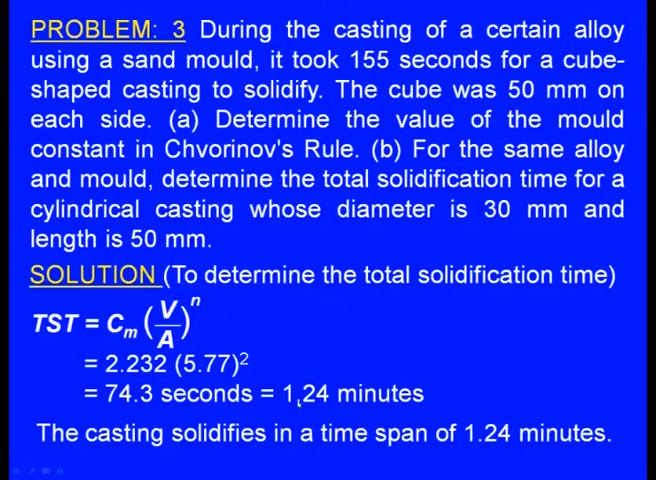 PROBLEM: 3 During the casting of a certain alloy
using a sand mould, it took 155 seconds for a cube-
shaped casting to solidify. The cube was 50 mm on
each side. (a) Determine the value of the mould
constant in Chvorinov's Rule. (b) For the same alloy
and mould, determine the total solidification time for a
cylindrical casting whose diameter is 30 mm and
length is 50 mm.
SOLUTION (To determine the total solidification time)
TST = Cₘ (V/A)ⁿ
= 2.232 (5.77)²
= 74.3 seconds = 1.24 minutes
The casting solidifies in a time span of 1.24 minutes.